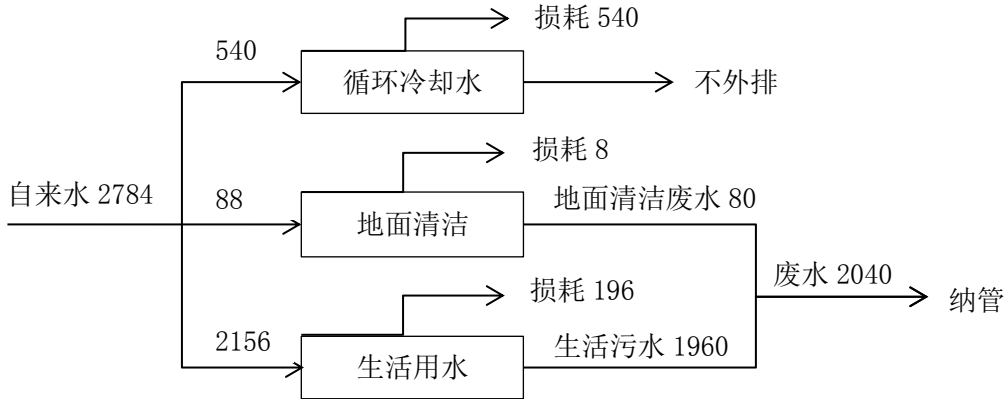 损耗 540
540
循环冷却水
不外排
损耗 8
自来水 2784
88
地面清洁
地面清洁废水 80
废水 2040
纳管
损耗 196
2156
生活用水
生活污水 1960